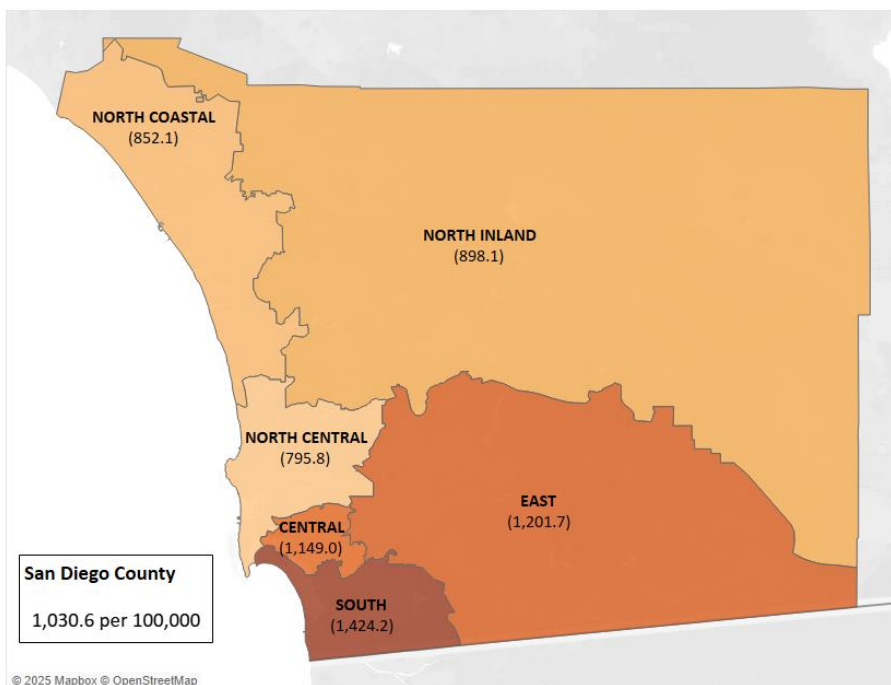 NORTH COASTAL
(852.1)
NORTH INLAND
(898.1)
NORTH CENTRAL
(795.8)
EAST
(1,201.7)
CENTRAL
(1,149.0)
San Diego County
1,030.6 per 100,000
SOUTH
(1,424.2)
© 2025 Mapbox © OpenStreetMap